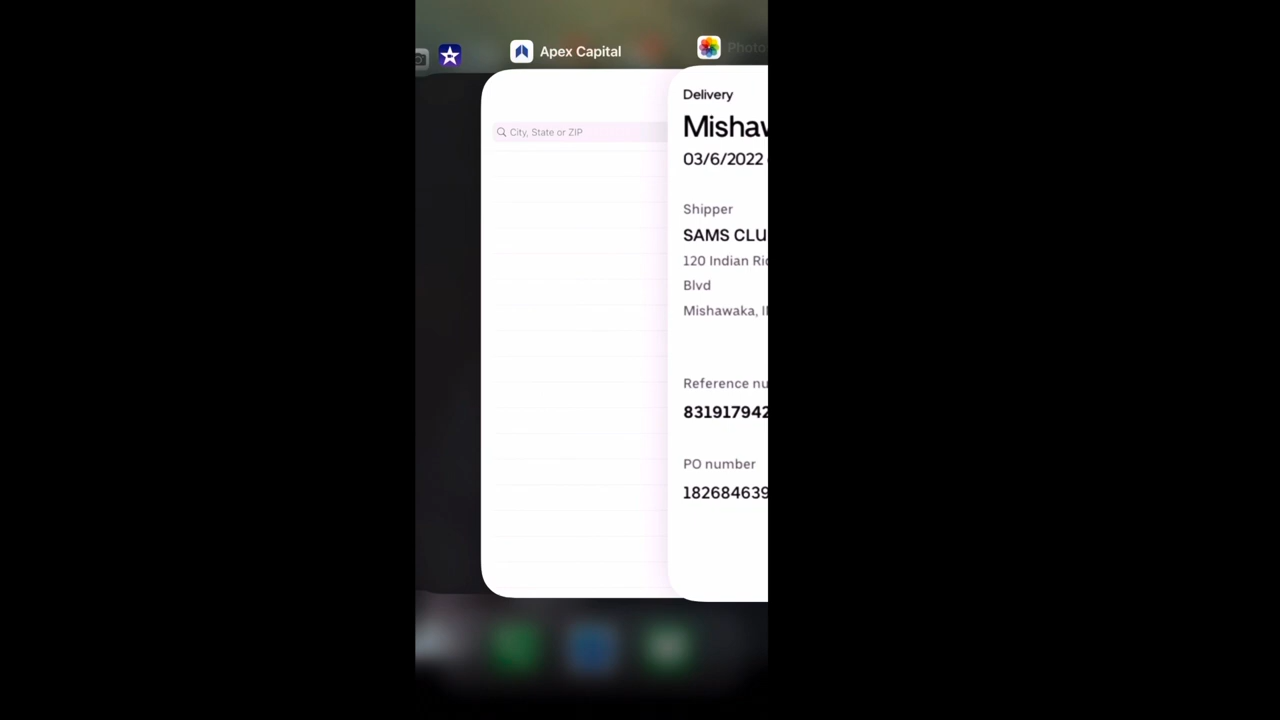 Apex Capital
Photo
City, State or ZIP
Delivery
Mishaw
03/6/2022
Shipper
SAMS CLU
120 Indian Rid
Blvd
Mishawaka, I
Reference nu
831917942
PO number
182684639